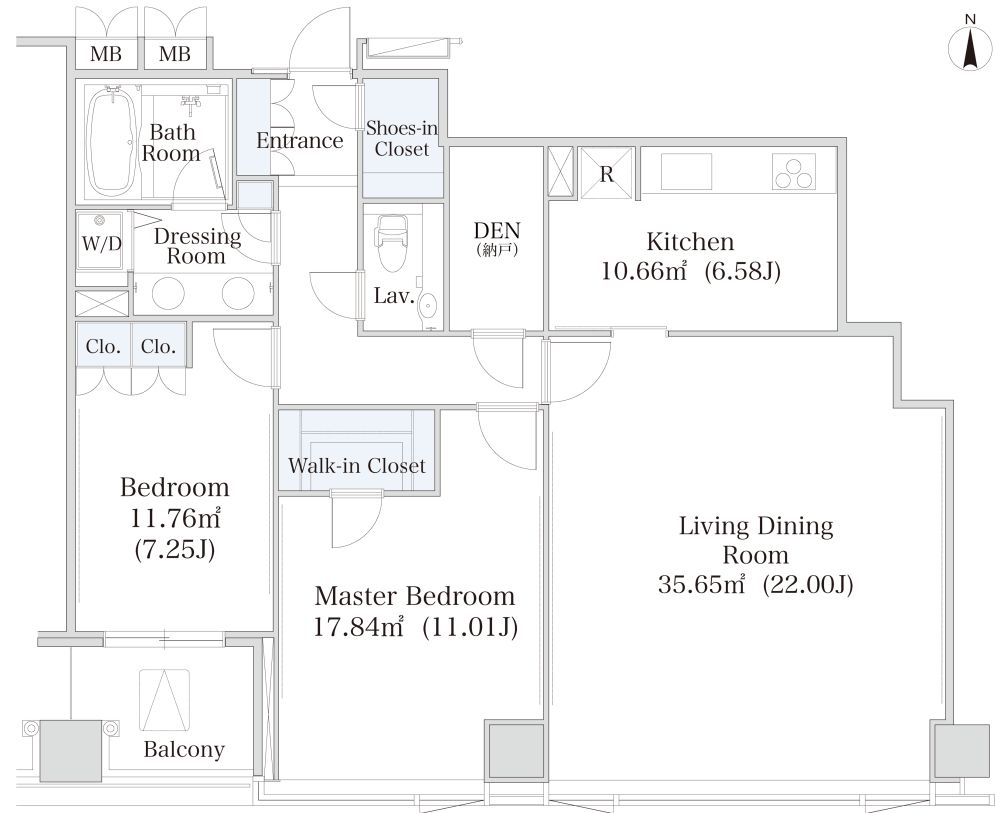 N
MB
MB
Bath
Room
Entrance
Shoes-in
Closet
R
W/D
Dressing
Room
DEN
(納戸)
Kitchen
10.66㎡ (6.58J)
Lav.
Clo.
Clo.
Walk-in Closet
Bedroom
11.76㎡
(7.25J)
Living Dining
Room
35.65㎡ (22.00J)
Master Bedroom
17.84㎡ (11.01J)
Balcony